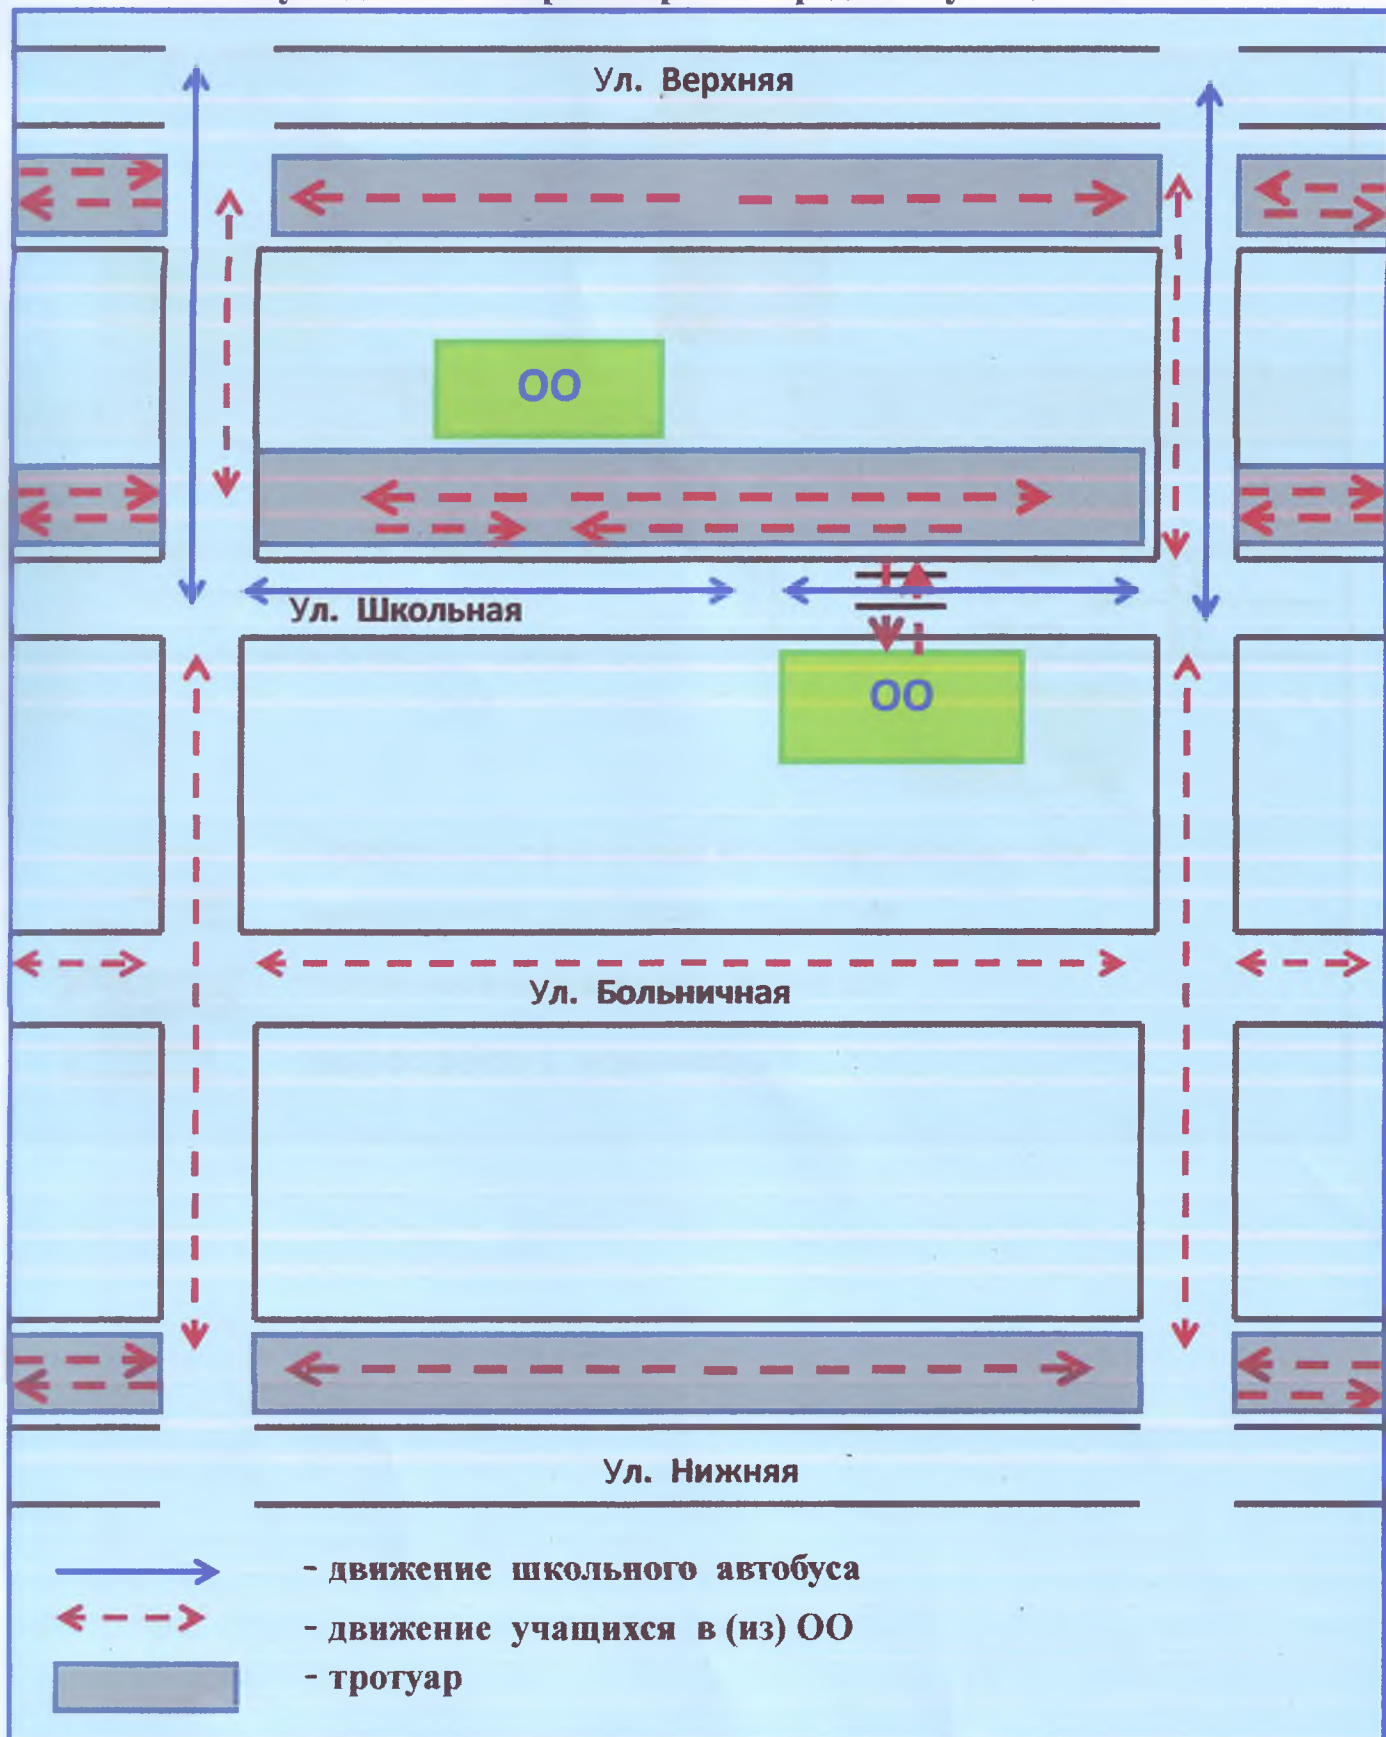 Ул. Верхняя
ОО
Ул. Школьная
ОО
Ул. Больничная
Ул. Нижняя
- движение школьного автобуса
- движение учащихся в (из) ОО
- тротуар